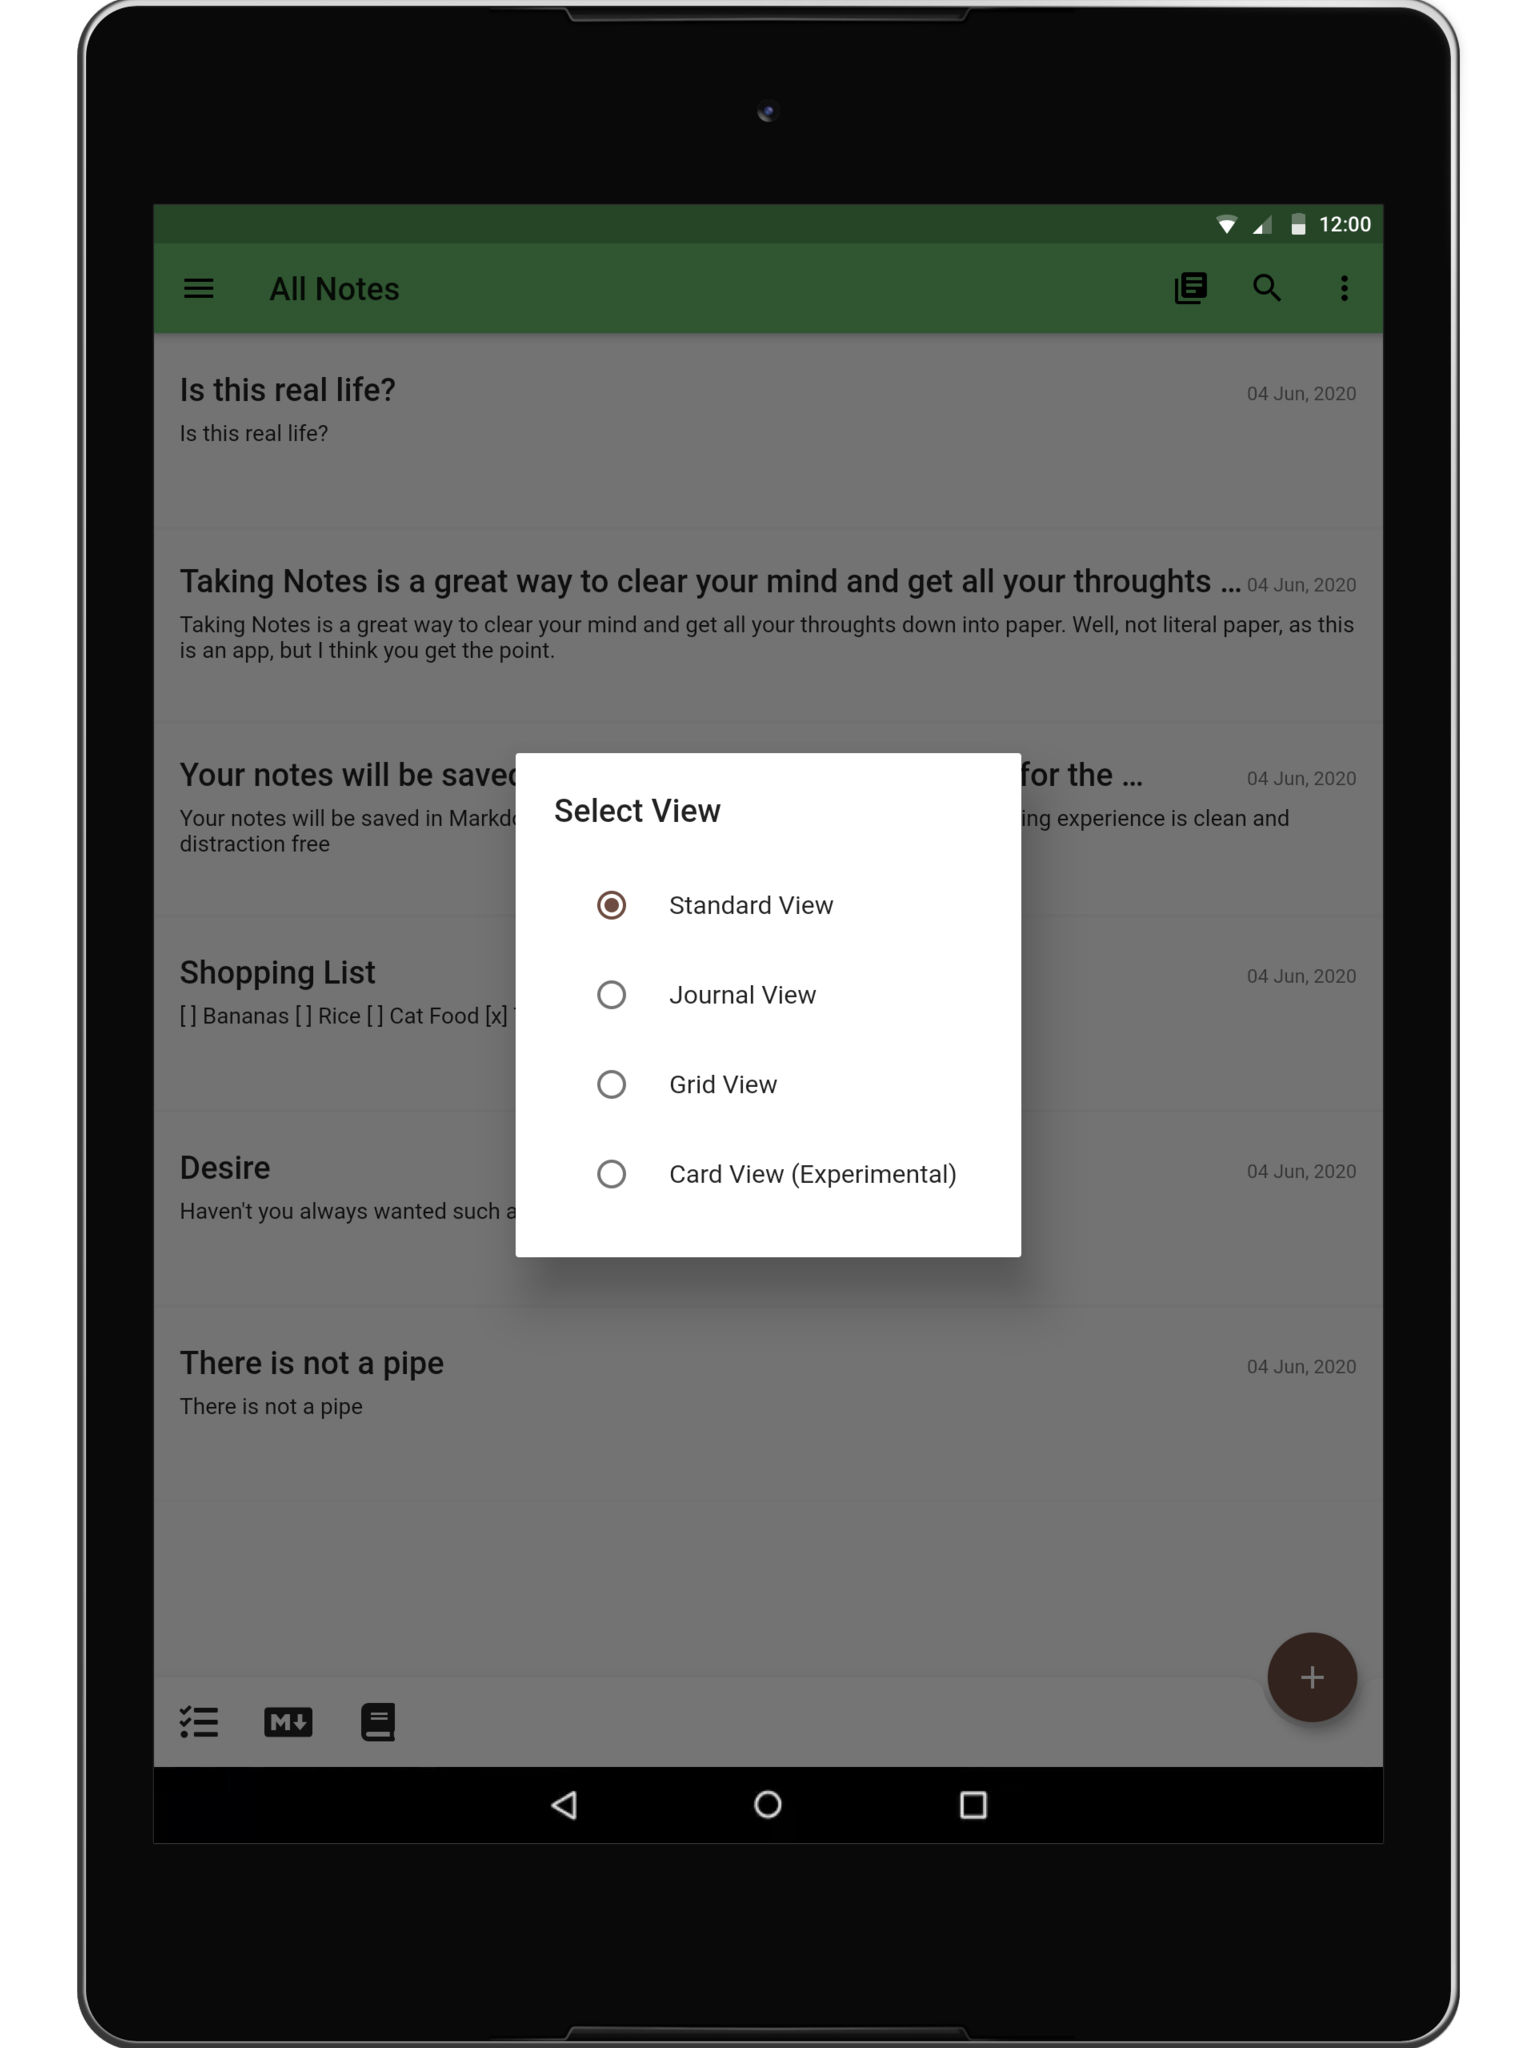 12:00
All Notes
Is this real life?
04 Jun, 2020
Is this real life?
Taking Notes is a great way to clear your mind and get all your throughts ...
04 Jun, 2020
Taking Notes is a great way to clear your mind and get all your throughts down into paper. Well, not literal paper, as this
is an app, but I think you get the point.
Your notes will be saved for the ...
04 Jun, 2020
Your notes will be saved in ing experience is clean and
distraction free
Select View
Standard View
Journal View
Grid View
Card View (Experimental)
Shopping List
04 Jun, 2020
[ ] Bananas [ ] Rice [ ] Cat Food [x]
Desire
04 Jun, 2020
Haven't you always wanted such a
There is not a pipe
04 Jun, 2020
There is not a pipe
M